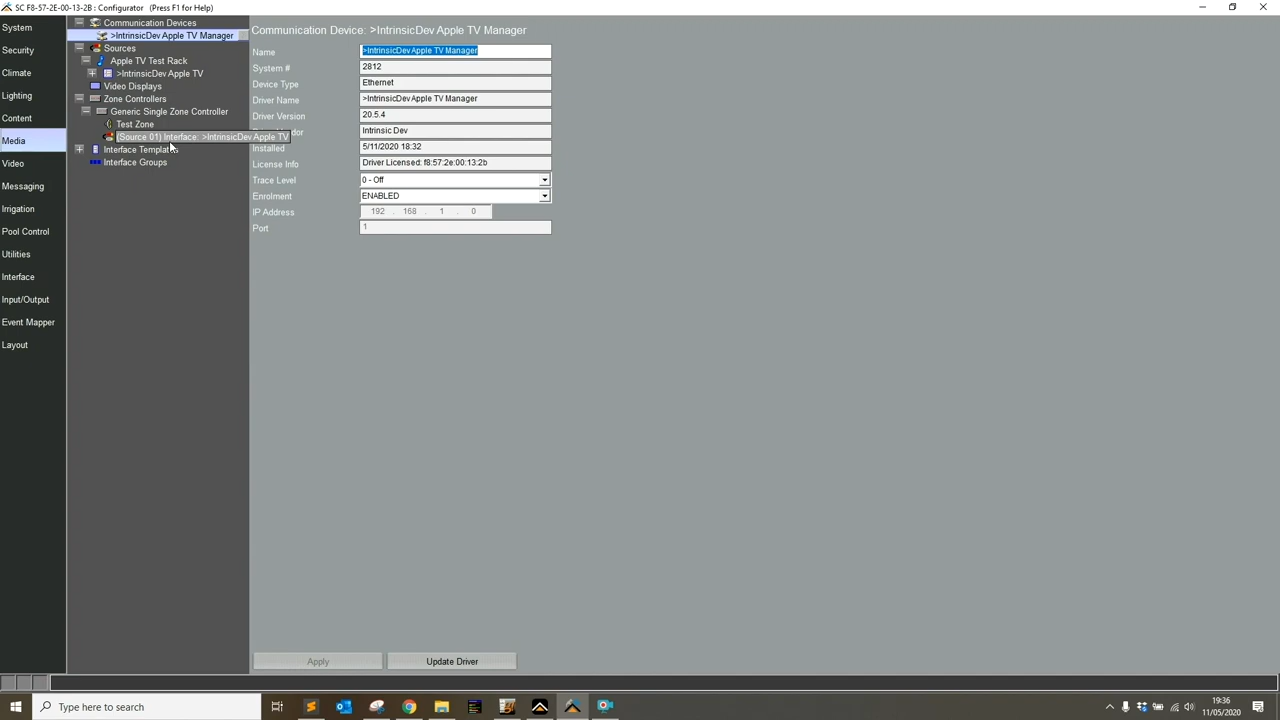 SC F8-57-2E-00-13-2B : Configurator   (Press F1 for Help)
System
Security
Climate
Lighting
Content
Media
Video
Messaging
Irrigation
Pool Control
Utilities
Interface
Input/Output
Event Mapper
Layout
Communication Devices
>IntrinsicDev Apple TV Manager
Sources
Apple TV Test Rack
>IntrinsicDev Apple TV
Video Displays
Zone Controllers
Generic Single Zone Controller
Test Zone
(Source 01) Interface: >IntrinsicDev Apple TV
Interface Templates
Interface Groups
Communication Device: >IntrinsicDev Apple TV Manager
Name >IntrinsicDev Apple TV Manager
System # 2812
Device Type Ethernet
Driver Name >IntrinsicDev Apple TV Manager
Driver Version 20.5.4
Intrinsic Dev
Installed 5/11/2020 18:32
License Info Driver Licensed: f8:57:2e:00:13:2b
Trace Level 0 - Off
Enrolment ENABLED
IP Address 192 . 168 . 1 . 0
Port 1
Apply
Update Driver
Type here to search
19:36
11/05/2020